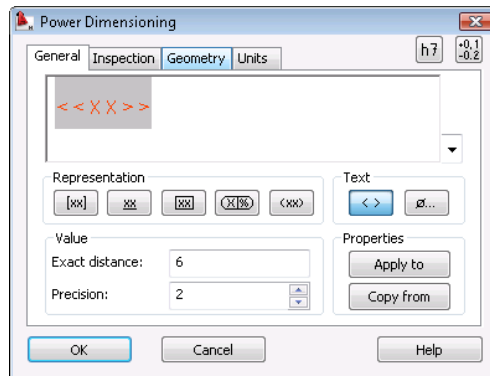 Power Dimensioning
General Inspection Geometry Units
h7 +0.1 -0.2
<<XX>>
Representation
[xx] xx xx (X|%) (xx)
Text
<> ø...
Value
Exact distance: 6
Precision: 2
Properties
Apply to
Copy from
OK Cancel Help